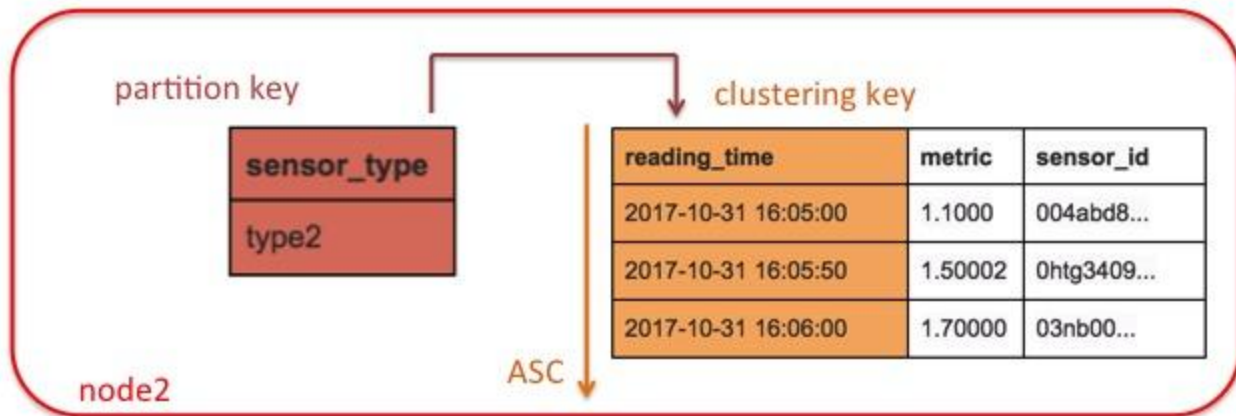 partition key
clustering key
sensor_type
type2
reading_time metric sensor_id
2017-10-31 16:05:00 1.1000 004abd8...
2017-10-31 16:05:50 1.50002 0htg3409...
2017-10-31 16:06:00 1.70000 03nb00...
ASC
node2